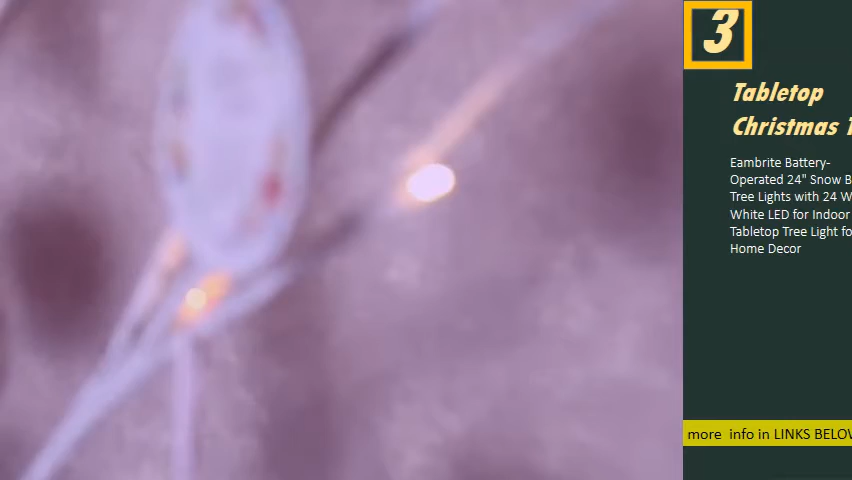 3
Tabletop
Christmas
Eambrite Battery-
Operated 24" Snow B
Tree Lights with 24 W
White LED for Indoor
Tabletop Tree Light fo
Home Decor
more info in LINKS BELOV